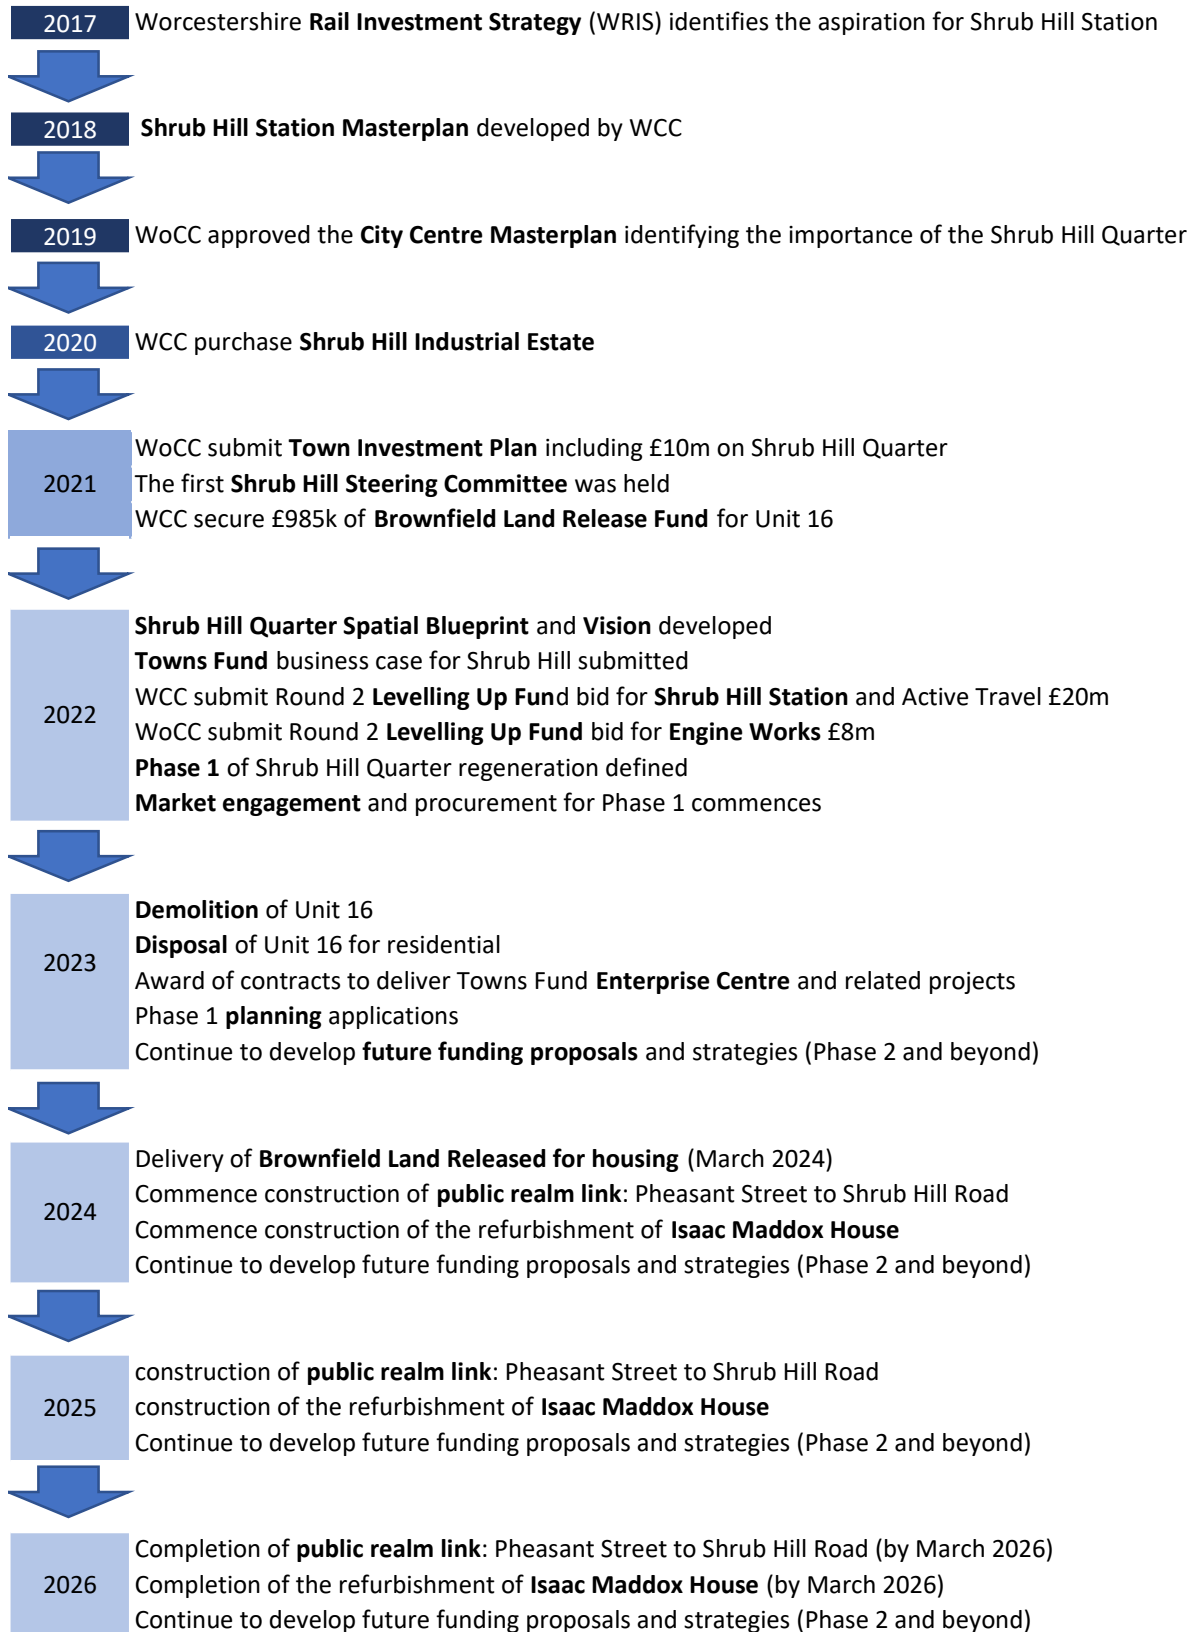 2017 Worcestershire Rail Investment Strategy (WRIS) identifies the aspiration for Shrub Hill Station
2018 Shrub Hill Station Masterplan developed by WCC
2019 WoCC approved the City Centre Masterplan identifying the importance of the Shrub Hill Quarter
2020 WCC purchase Shrub Hill Industrial Estate
2021
WoCC submit Town Investment Plan including £10m on Shrub Hill Quarter
The first Shrub Hill Steering Committee was held
WCC secure £985k of Brownfield Land Release Fund for Unit 16
2022
Shrub Hill Quarter Spatial Blueprint and Vision developed
Towns Fund business case for Shrub Hill submitted
WCC submit Round 2 Levelling Up Fund bid for Shrub Hill Station and Active Travel £20m
WoCC submit Round 2 Levelling Up Fund bid for Engine Works £8m
Phase 1 of Shrub Hill Quarter regeneration defined
Market engagement and procurement for Phase 1 commences
2023
Demolition of Unit 16
Disposal of Unit 16 for residential
Award of contracts to deliver Towns Fund Enterprise Centre and related projects
Phase 1 planning applications
Continue to develop future funding proposals and strategies (Phase 2 and beyond)
2024
Delivery of Brownfield Land Released for housing (March 2024)
Commence construction of public realm link: Pheasant Street to Shrub Hill Road
Commence construction of the refurbishment of Isaac Maddox House
Continue to develop future funding proposals and strategies (Phase 2 and beyond)
2025
construction of public realm link: Pheasant Street to Shrub Hill Road
construction of the refurbishment of Isaac Maddox House
Continue to develop future funding proposals and strategies (Phase 2 and beyond)
2026
Completion of public realm link: Pheasant Street to Shrub Hill Road (by March 2026)
Completion of the refurbishment of Isaac Maddox House (by March 2026)
Continue to develop future funding proposals and strategies (Phase 2 and beyond)